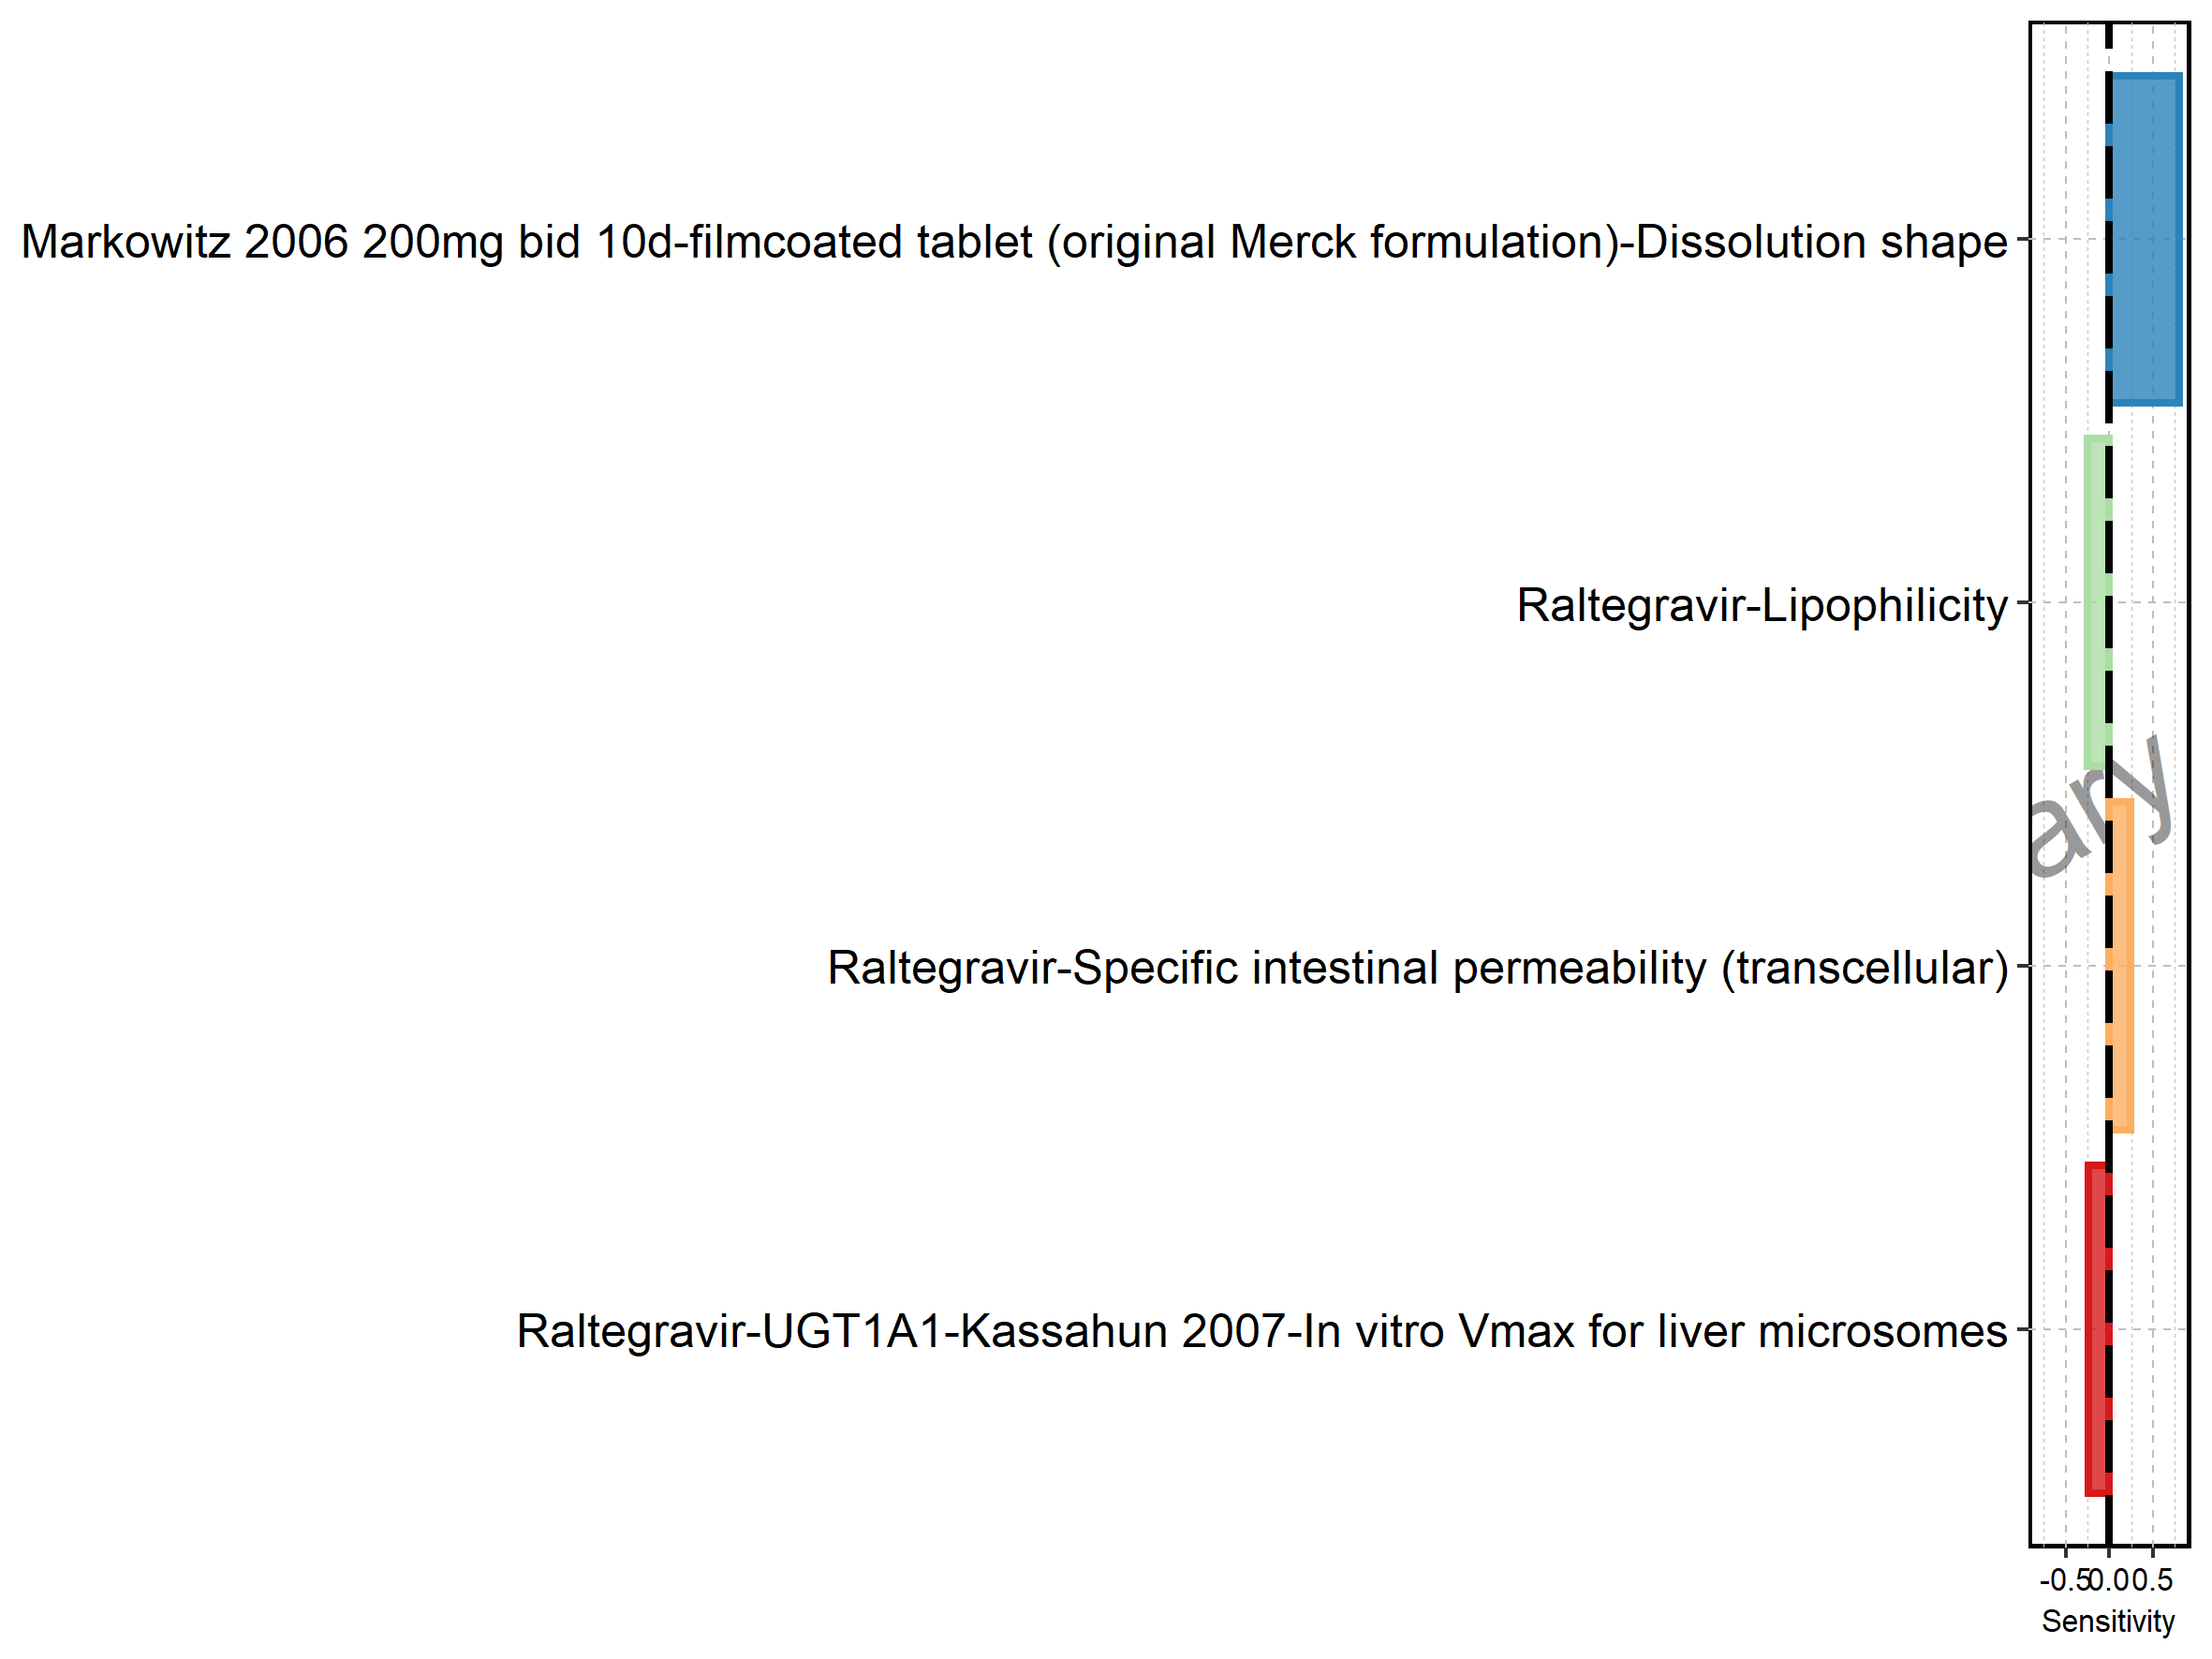 Markowitz 2006 200mg bid 10d-filmcoated tablet (original Merck formulation)-Dissolution shape
Raltegravir-Lipophilicity
ary
Raltegravir-Specific intestinal permeability (transcellular)
Raltegravir-UGT1A1-Kassahun 2007-In vitro Vmax for liver microsomes
-0.5 0.0 0.5
Sensitivity